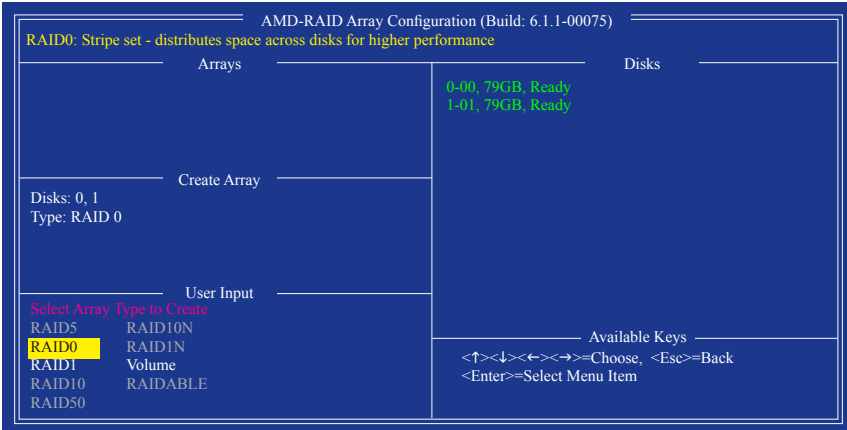 AMD-RAID Array Configuration (Build: 6.1.1-00075)
RAID0: Stripe set - distributes space across disks for higher performance
Arrays
Disks
0-00, 79GB, Ready
1-01, 79GB, Ready
Create Array
Disks: 0, 1
Type: RAID 0
User Input
Select Array Type to Create
RAID5 RAID10N
RAID0 RAID1N
RAID1 Volume
RAID10 RAIDABLE
RAID50
Available Keys
<↑><↓><←><→>=Choose, <Esc>=Back
<Enter>=Select Menu Item